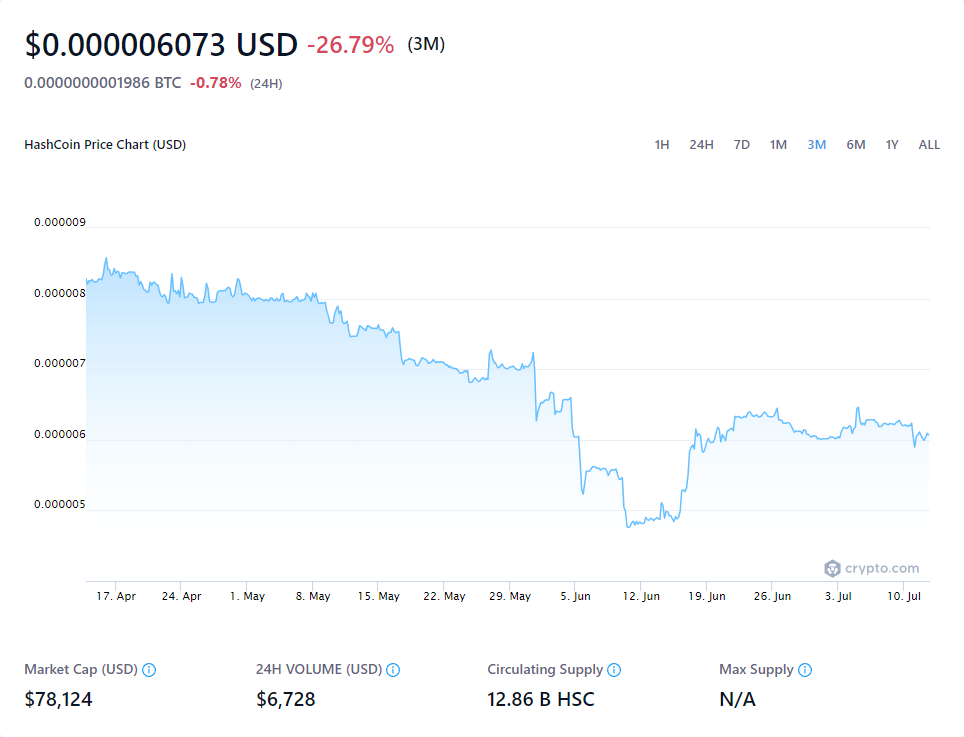 $0.000006073 USD -26.79% (3M)
0.0000000001986 BTC -0.78% (24H)
HashCoin Price Chart (USD) 1H 24H 7D 1M 3M 6M 1Y ALL
0.000009
0.000008
0.000007
0.000006
0.000005
crypto.com
17. Apr 24. Apr 1. May 8. May 15. May 22. May 29. May 5. Jun 12. Jun 19. Jun 26. Jun 3. Jul 10. Jul
Market Cap (USD) 24H VOLUME (USD) Circulating Supply Max Supply
$78,124 $6,728 12.86 B HSC N/A